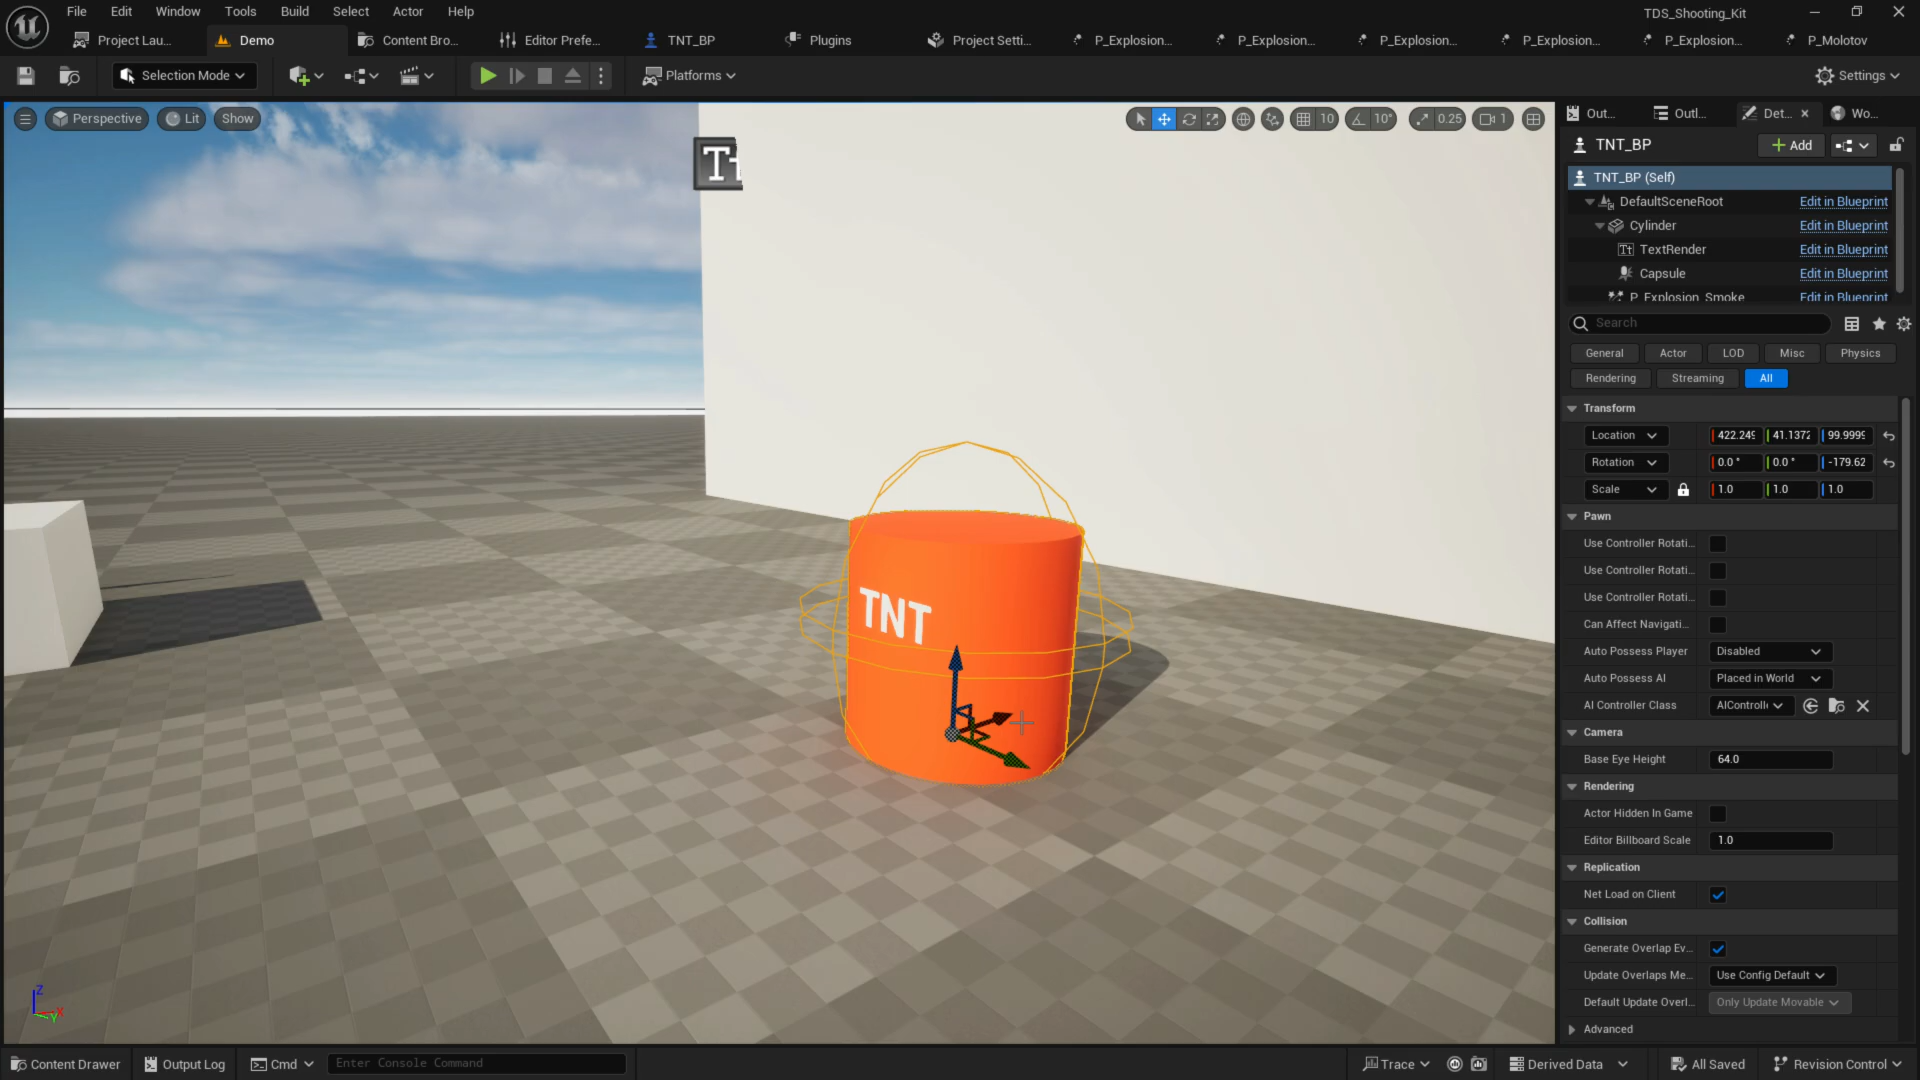 File Edit Window Tools Build Select Actor Help
TDS_Shooting_Kit
Project Lau... Demo Content Bro... Editor Prefe... TNT_BP Plugins Project Setti... P_Explosion... P_Explosion... P_Explosion... P_Explosion... P_Explosion... P_Molotov
Selection Mode Platforms Settings
Perspective Lit Show 10 10° 0.25 1
Out... Outl... Det... Wo...
TNT_BP Add
TNT_BP (Self)
DefaultSceneRoot Edit in Blueprint
Cylinder Edit in Blueprint
TextRender Edit in Blueprint
Capsule Edit in Blueprint
P_Explosion_Smoke Edit in Blueprint
Search
General Actor LOD Misc Physics
Rendering Streaming All
Transform
Location 422.249 41.1372 99.9999
Rotation 0.0 ° 0.0 ° -179.62
Scale 1.0 1.0 1.0
Pawn
Use Controller Rotati...
Use Controller Rotati...
Use Controller Rotati...
Can Affect Navigati...
Auto Possess Player Disabled
Auto Possess AI Placed in World
AI Controller Class AIControll
Camera
Base Eye Height 64.0
Rendering
Actor Hidden In Game
Editor Billboard Scale 1.0
Replication
Net Load on Client
Collision
Generate Overlap Ev...
Update Overlaps Me... Use Config Default
Default Update Overl... Only Update Movable
Advanced
TNT
Z
X
Y
Content Drawer Output Log Cmd Enter Console Command Trace Derived Data All Saved Revision Control